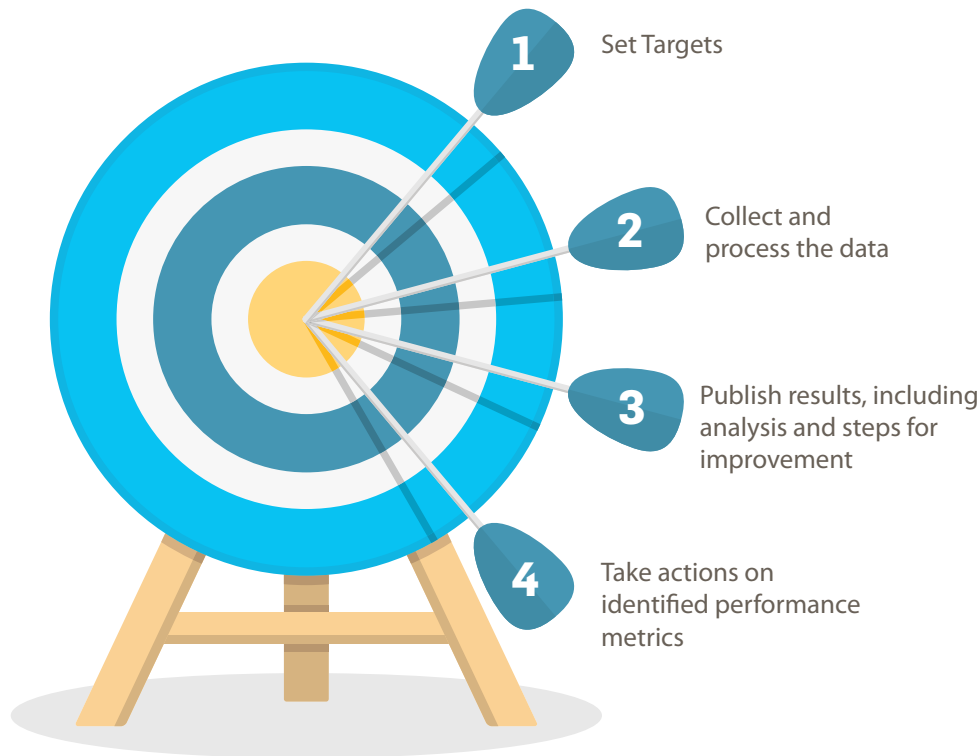 1
Set Targets
2
Collect and
process the data
3
Publish results, including
analysis and steps for
improvement
4
Take actions on
identified performance
metrics